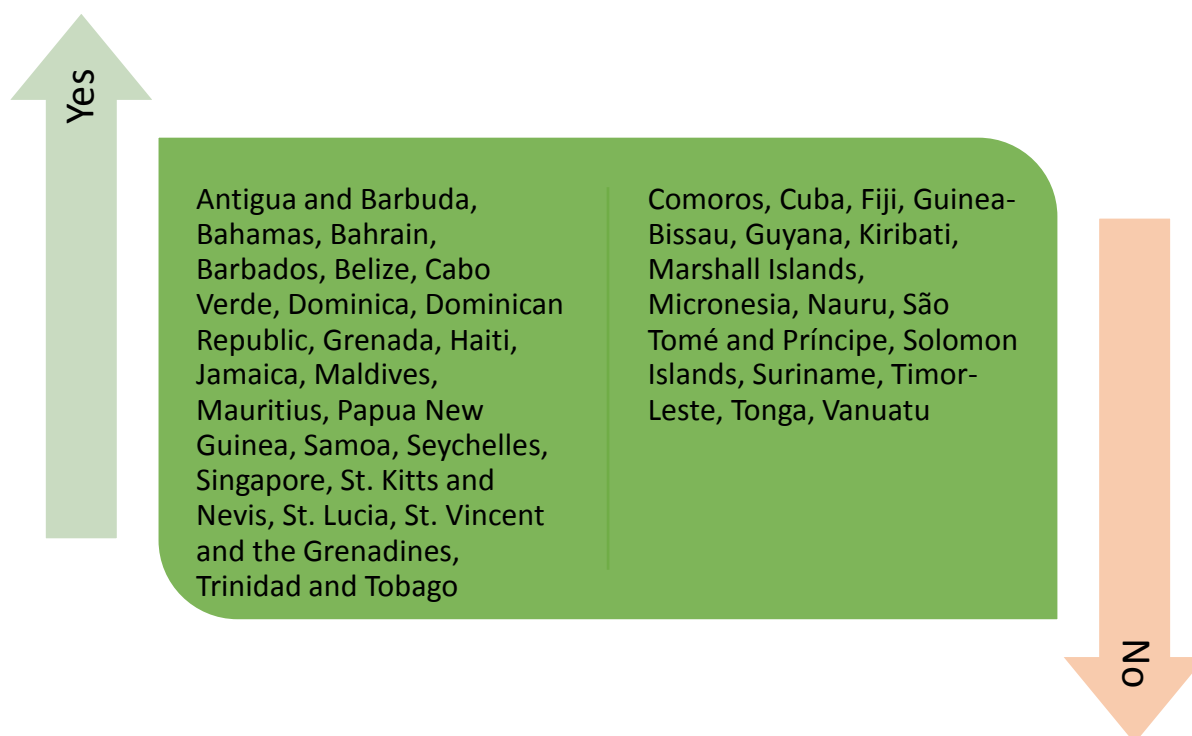 Yes
Antigua and Barbuda,
Bahamas, Bahrain,
Barbados, Belize, Cabo
Verde, Dominica, Dominican
Republic, Grenada, Haiti,
Jamaica, Maldives,
Mauritius, Papua New
Guinea, Samoa, Seychelles,
Singapore, St. Kitts and
Nevis, St. Lucia, St. Vincent
and the Grenadines,
Trinidad and Tobago
Comoros, Cuba, Fiji, Guinea-
Bissau, Guyana, Kiribati,
Marshall Islands,
Micronesia, Nauru, São
Tomé and Príncipe, Solomon
Islands, Suriname, Timor-
Leste, Tonga, Vanuatu
No